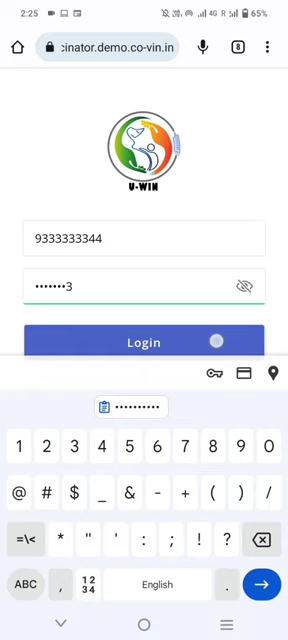 2:25 4G R 65%
cinator.demo.co-vin.in 8
U-WIN
9333333344
•••••••3
Login
••••••••••
1 2 3 4 5 6 7 8 9 0
@ # $ _ & - + ( ) /
=\< * " ' : ; ! ?
ABC , 12 34 English .